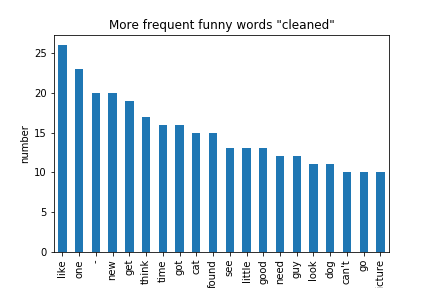 More frequent funny words "cleaned"
number
25
20
15
10
5
0
like
one
-
new
get
think
time
got
cat
found
see
little
good
need
guy
look
dog
can't
go
cture